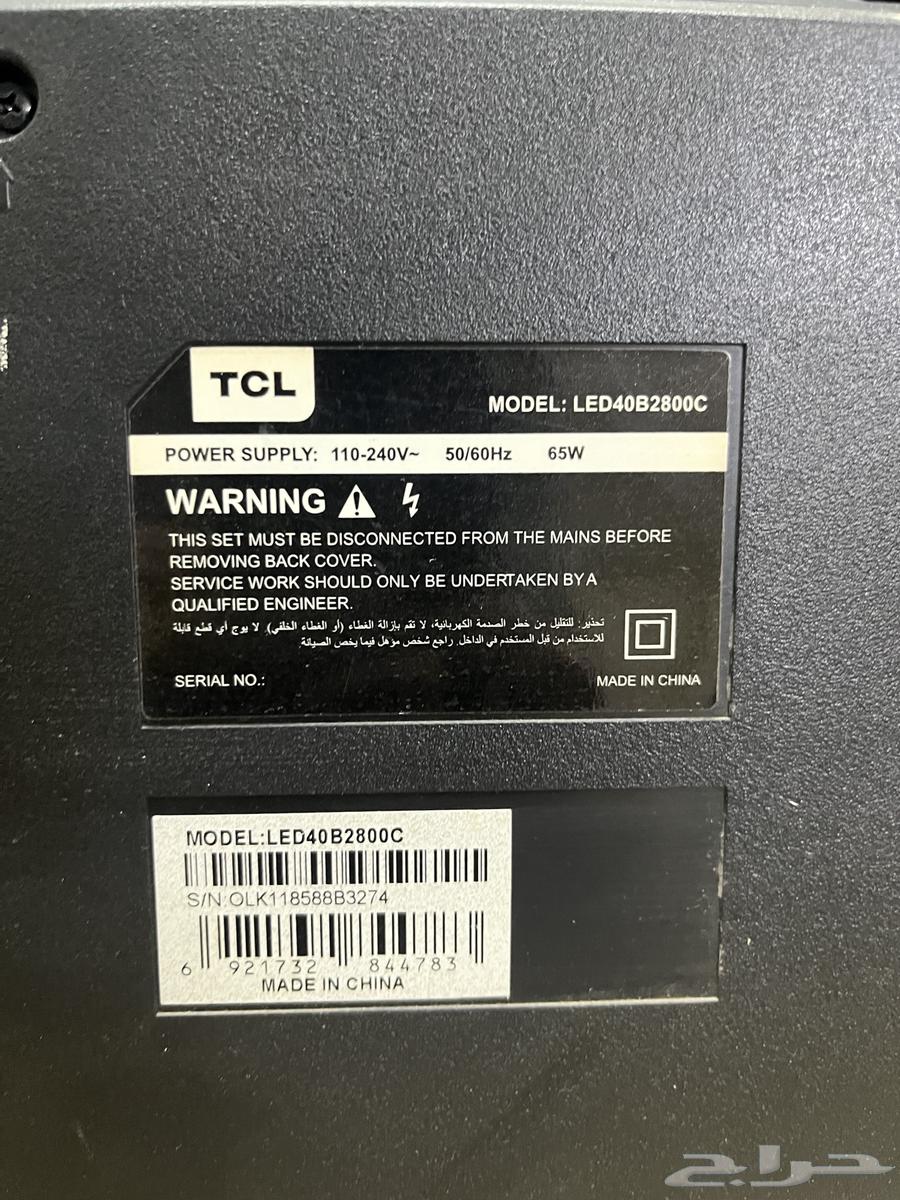 TCL
MODEL: LED40B2800C
POWER SUPPLY: 110-240V~ 50/60Hz 65W
WARNING
THIS SET MUST BE DISCONNECTED FROM THE MAINS BEFORE
REMOVING BACK COVER.
SERVICE WORK SHOULD ONLY BE UNDERTAKEN BY A
QUALIFIED ENGINEER.
تحذير: للتقليل من خطر الصدمة الكهربائية، لا تقم بإزالة الغطاء (أو الغطاء الخلفي). لا يوج أي قطع قابلة
للاستخدام من قبل المستخدم في الداخل. راجع شخص مؤهل فيما يخص الصيانة.
SERIAL NO.:
MADE IN CHINA
MODEL:LED40B2800C
S/N:OLK118588B3274
6 921732 844783
MADE IN CHINA
حراج